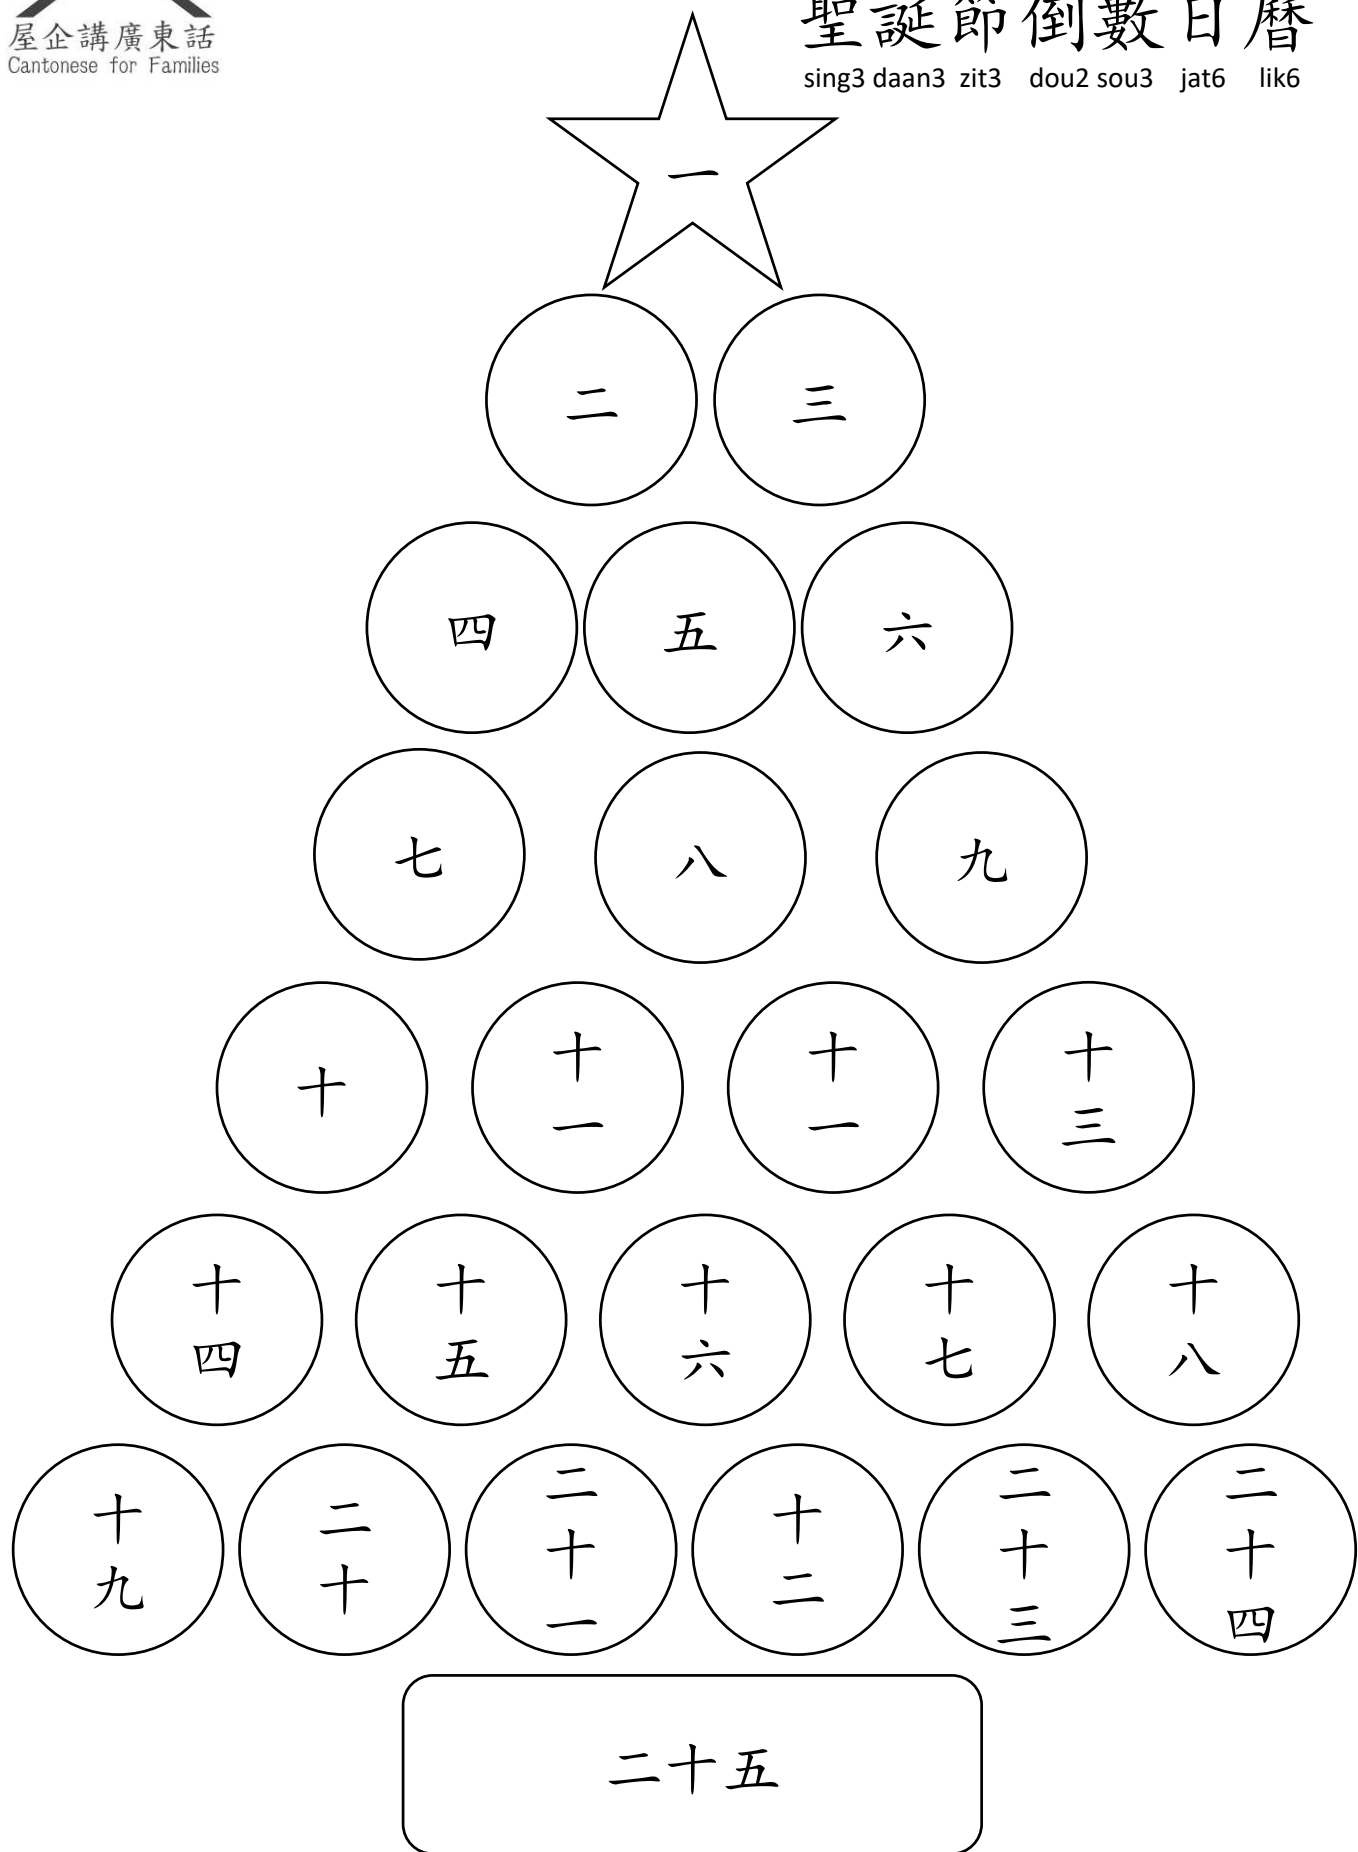 屋企講廣東話
Cantonese for Families
聖誕節倒數日曆
sing3 daan3 zit3 dou2 sou3 jat6 lik6
一
二 三
四 五 六
七 八 九
十 十一 十一 十三
十四 十五 十六 十七 十八
十九 二十 二十一 十二 二十三 二十四
二十五